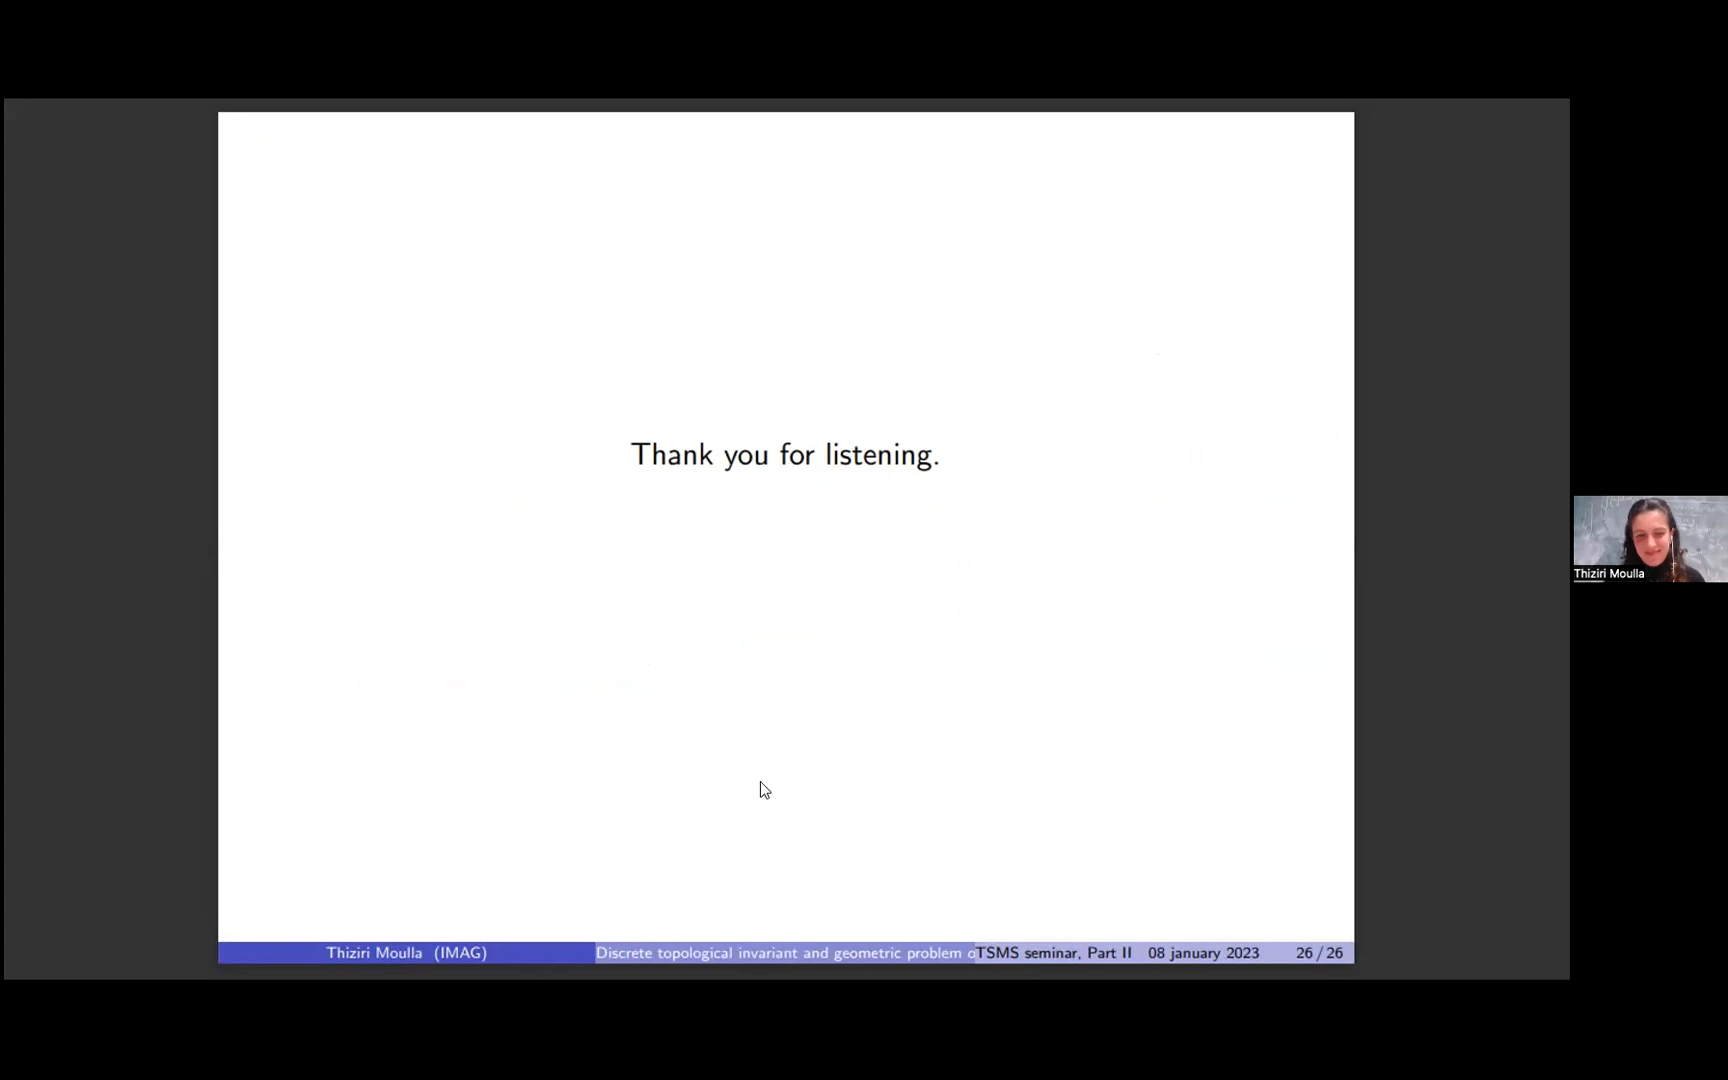 Thank you for listening.
Thiziri Moulla
Thiziri Moulla (IMAG) Discrete topological invariant and geometric problem o TSMS seminar, Part II 08 january 2023 26 / 26